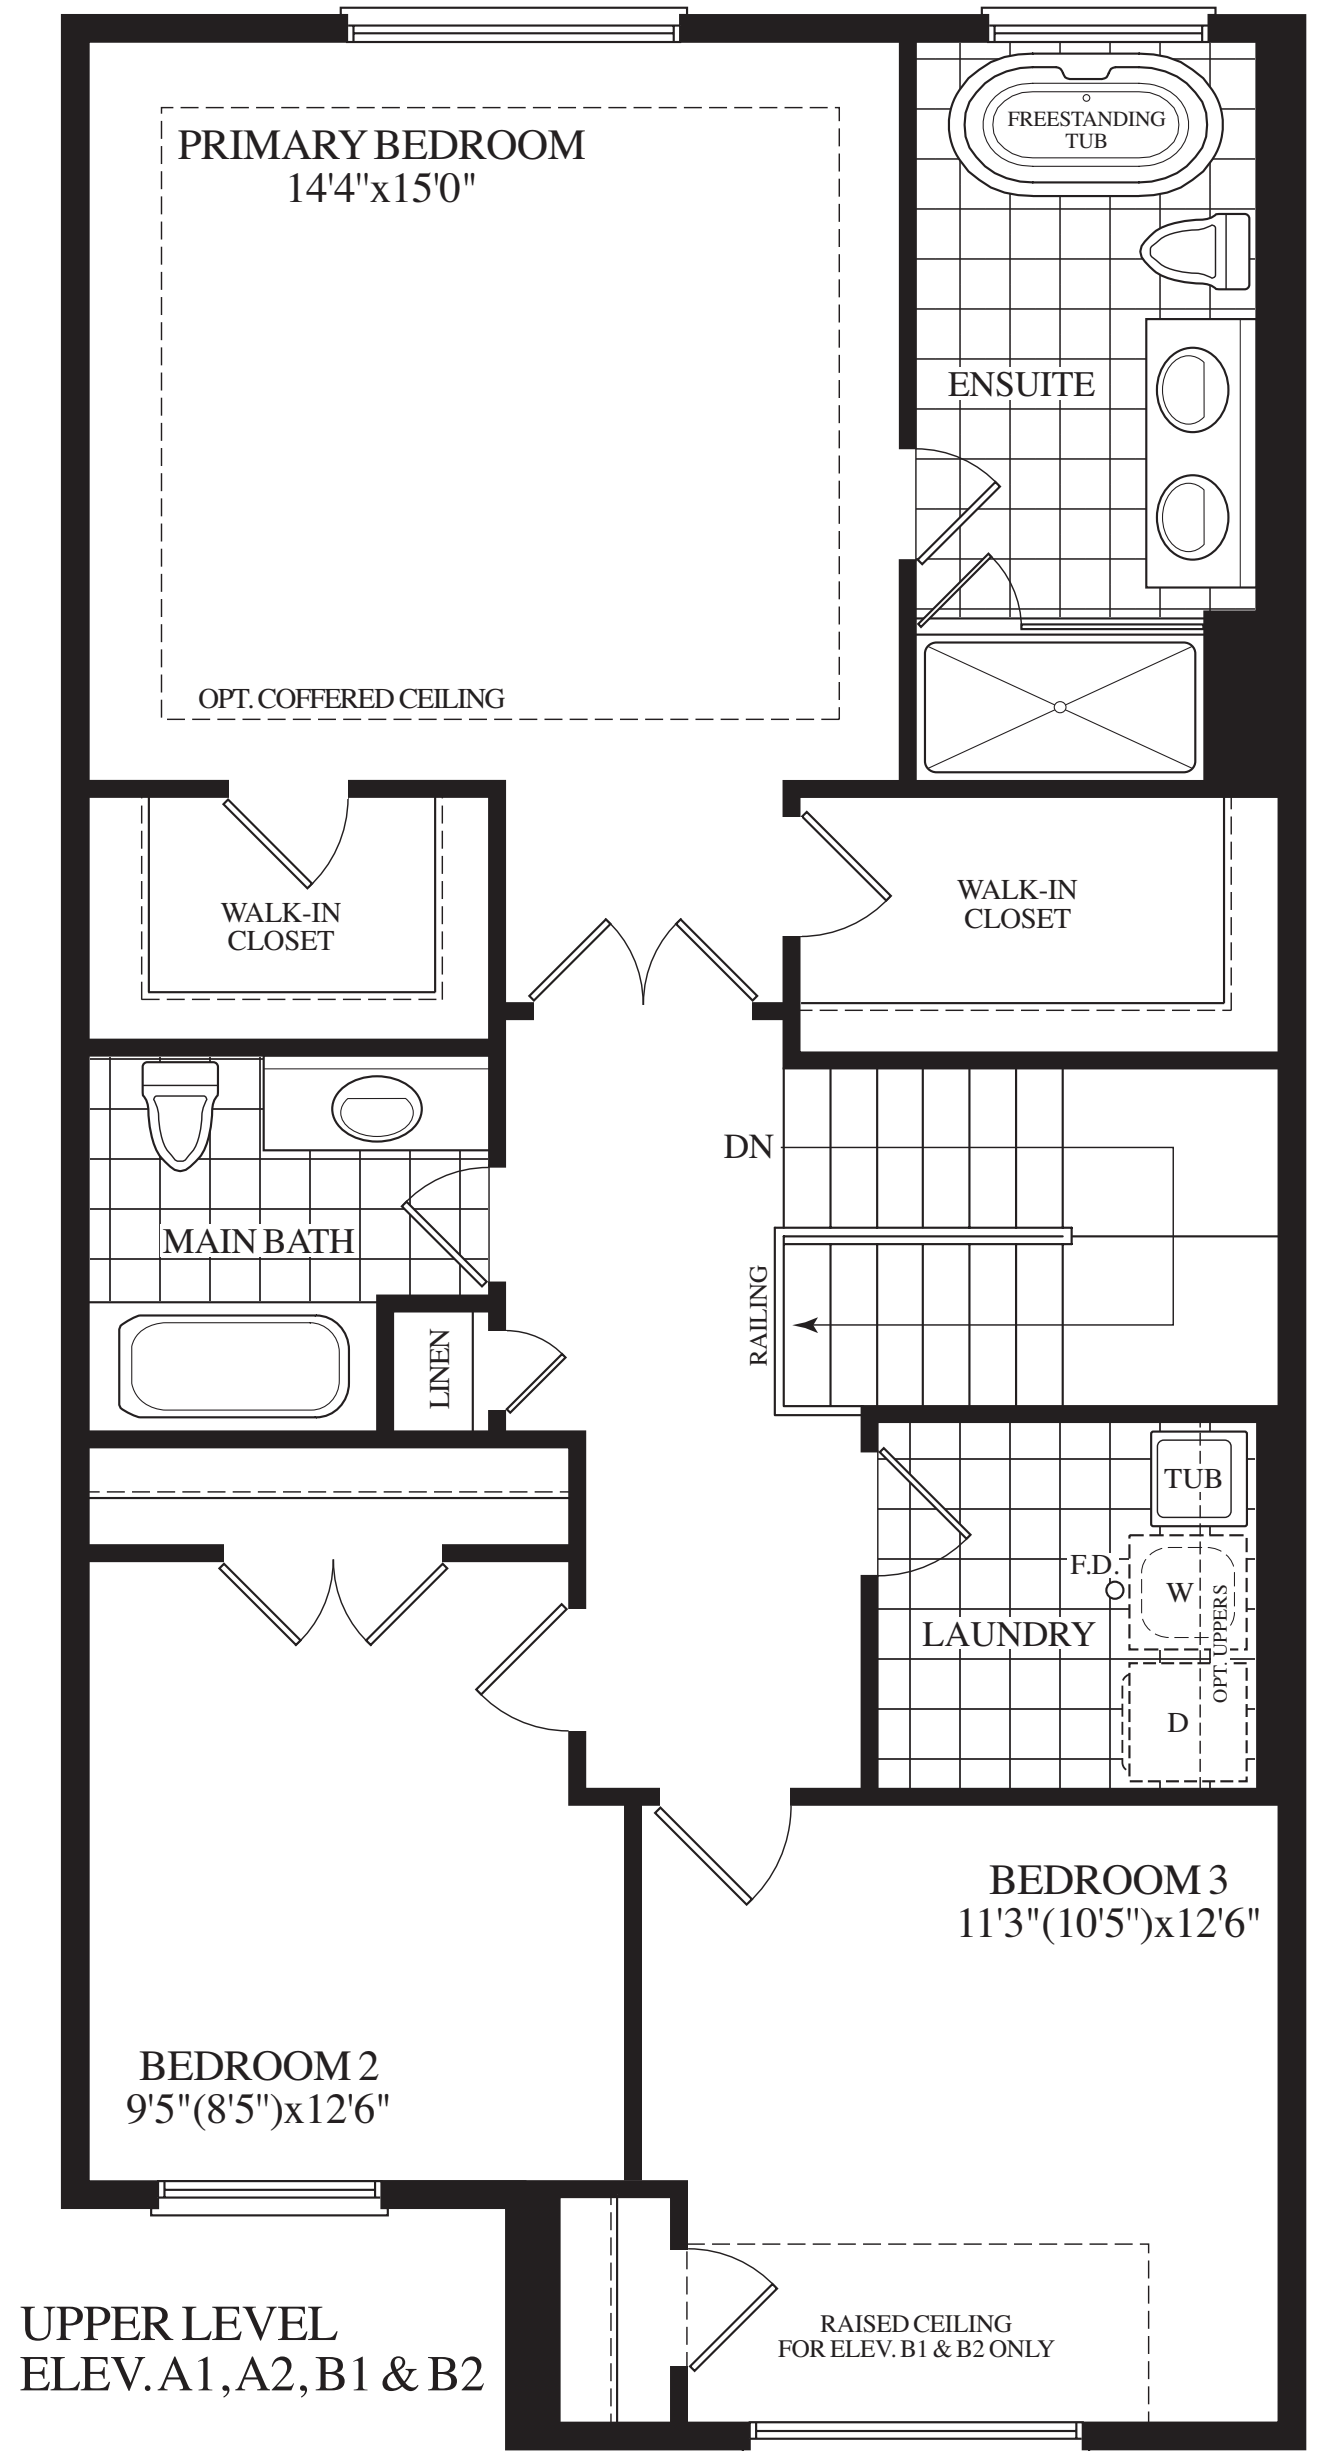 PRIMARY BEDROOM
14'4"x15'0"
FREESTANDING
TUB
ENSUITE
OPT. COFFERED CEILING
WALK-IN
CLOSET
WALK-IN
CLOSET
DN
MAIN BATH
RAILING
LINEN
TUB
F.D.
W
OPT. UPPERS
LAUNDRY
D
BEDROOM 3
11'3"(10'5")x12'6"
BEDROOM 2
9'5"(8'5")x12'6"
RAISED CEILING
FOR ELEV. B1 & B2 ONLY
UPPER LEVEL
ELEV. A1, A2, B1 & B2